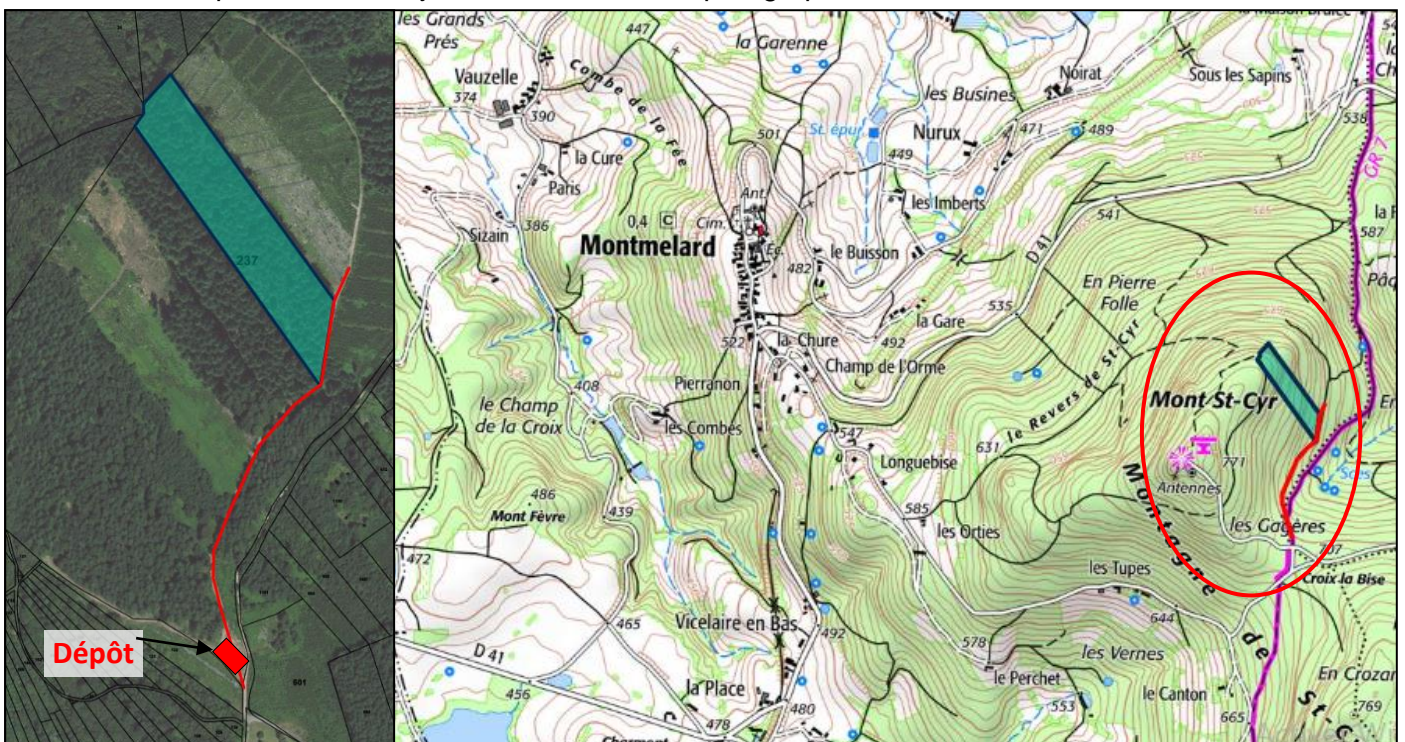 237
601
Dépôt
les Grands
Prés
447
la Garenne
Vauzelle
374
390
Combe de la Fée
la Cure
Paris
501
Sizain
386
0,4 C
Ant.
Cim.
Montmelard
482
St. épur.
les Busines
Nurux
449
Noirat
471
489
Sous les Sapins
538
les Imberts
le Buisson
541
D 41
GR 7
587
535
En Pierre
Folle
la Gare
492
522
la Chure
Champ de l'Orme
Pierranon
408
le Champ
de la Croix
les Combes
547
Longuebise
631
le Revers de St-Cyr
Mont St-Cyr
771
Antennes
les Gagères
707
Croix la Bise
486
Mont Fèvre
439
472
585
les Orties
les Tupes
644
Montagne de St-C
465
Vicelaire en Bas
492
D 41
456
la Place
478
480
578
le Perchet
les Vernes
553
le Canton
665
En Crozar
769